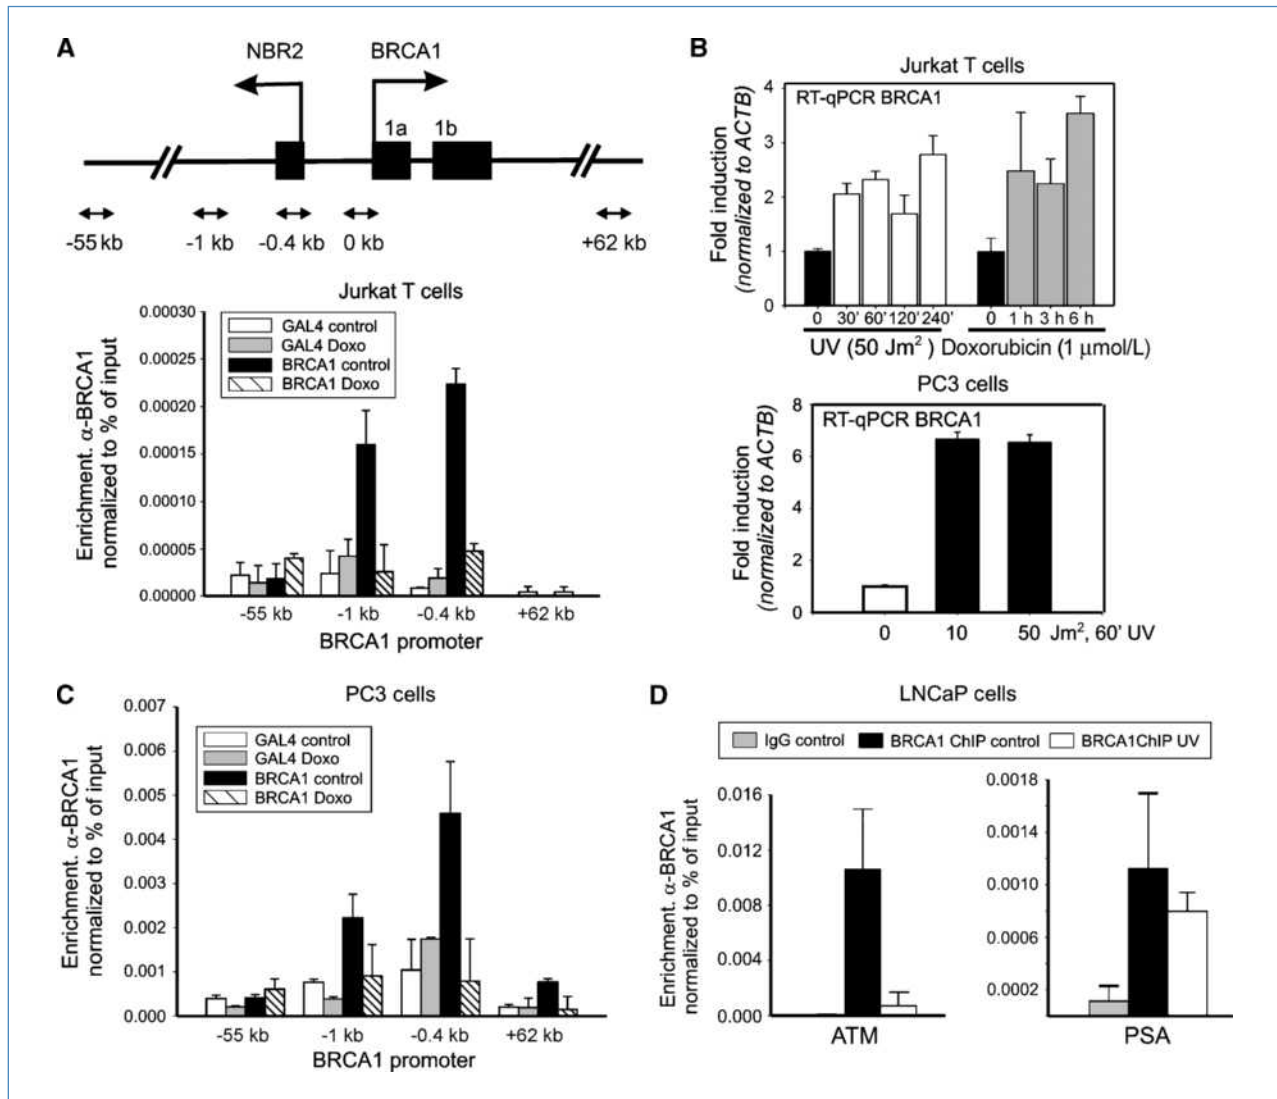 A
NBR2
BRCA1
1a
1b
-55 kb
-1 kb
-0.4 kb
0 kb
+62 kb
Jurkat T cells
0.00030
0.00025
0.00020
0.00015
0.00010
0.00005
0.00000
Enrichment. α-BRCA1
normalized to % of input
GAL4 control
GAL4 Doxo
BRCA1 control
BRCA1 Doxo
-55 kb
-1 kb
-0.4 kb
+62 kb
BRCA1 promoter
B
Jurkat T cells
RT-qPCR BRCA1
Fold induction
(normalized to ACTB)
4
3
2
1
0
0 30' 60' 120' 240'
0 1 h 3 h 6 h
UV (50 Jm² ) Doxorubicin (1 μmol/L)
PC3 cells
RT-qPCR BRCA1
Fold induction
(normalized to ACTB)
8
6
4
2
0
0
10
50 Jm², 60' UV
C
PC3 cells
0.007
0.006
0.005
0.004
0.003
0.002
0.001
0.000
Enrichment. α-BRCA1
normalized to % of input
GAL4 control
GAL4 Doxo
BRCA1 control
BRCA1 Doxo
-55 kb
-1 kb
-0.4 kb
+62 kb
BRCA1 promoter
D
LNCaP cells
IgG control
BRCA1 ChIP control
BRCA1ChIP UV
Enrichment. α-BRCA1
normalized to % of input
0.016
0.012
0.008
0.004
0.000
ATM
0.0018
0.0014
0.0010
0.0006
0.0002
PSA